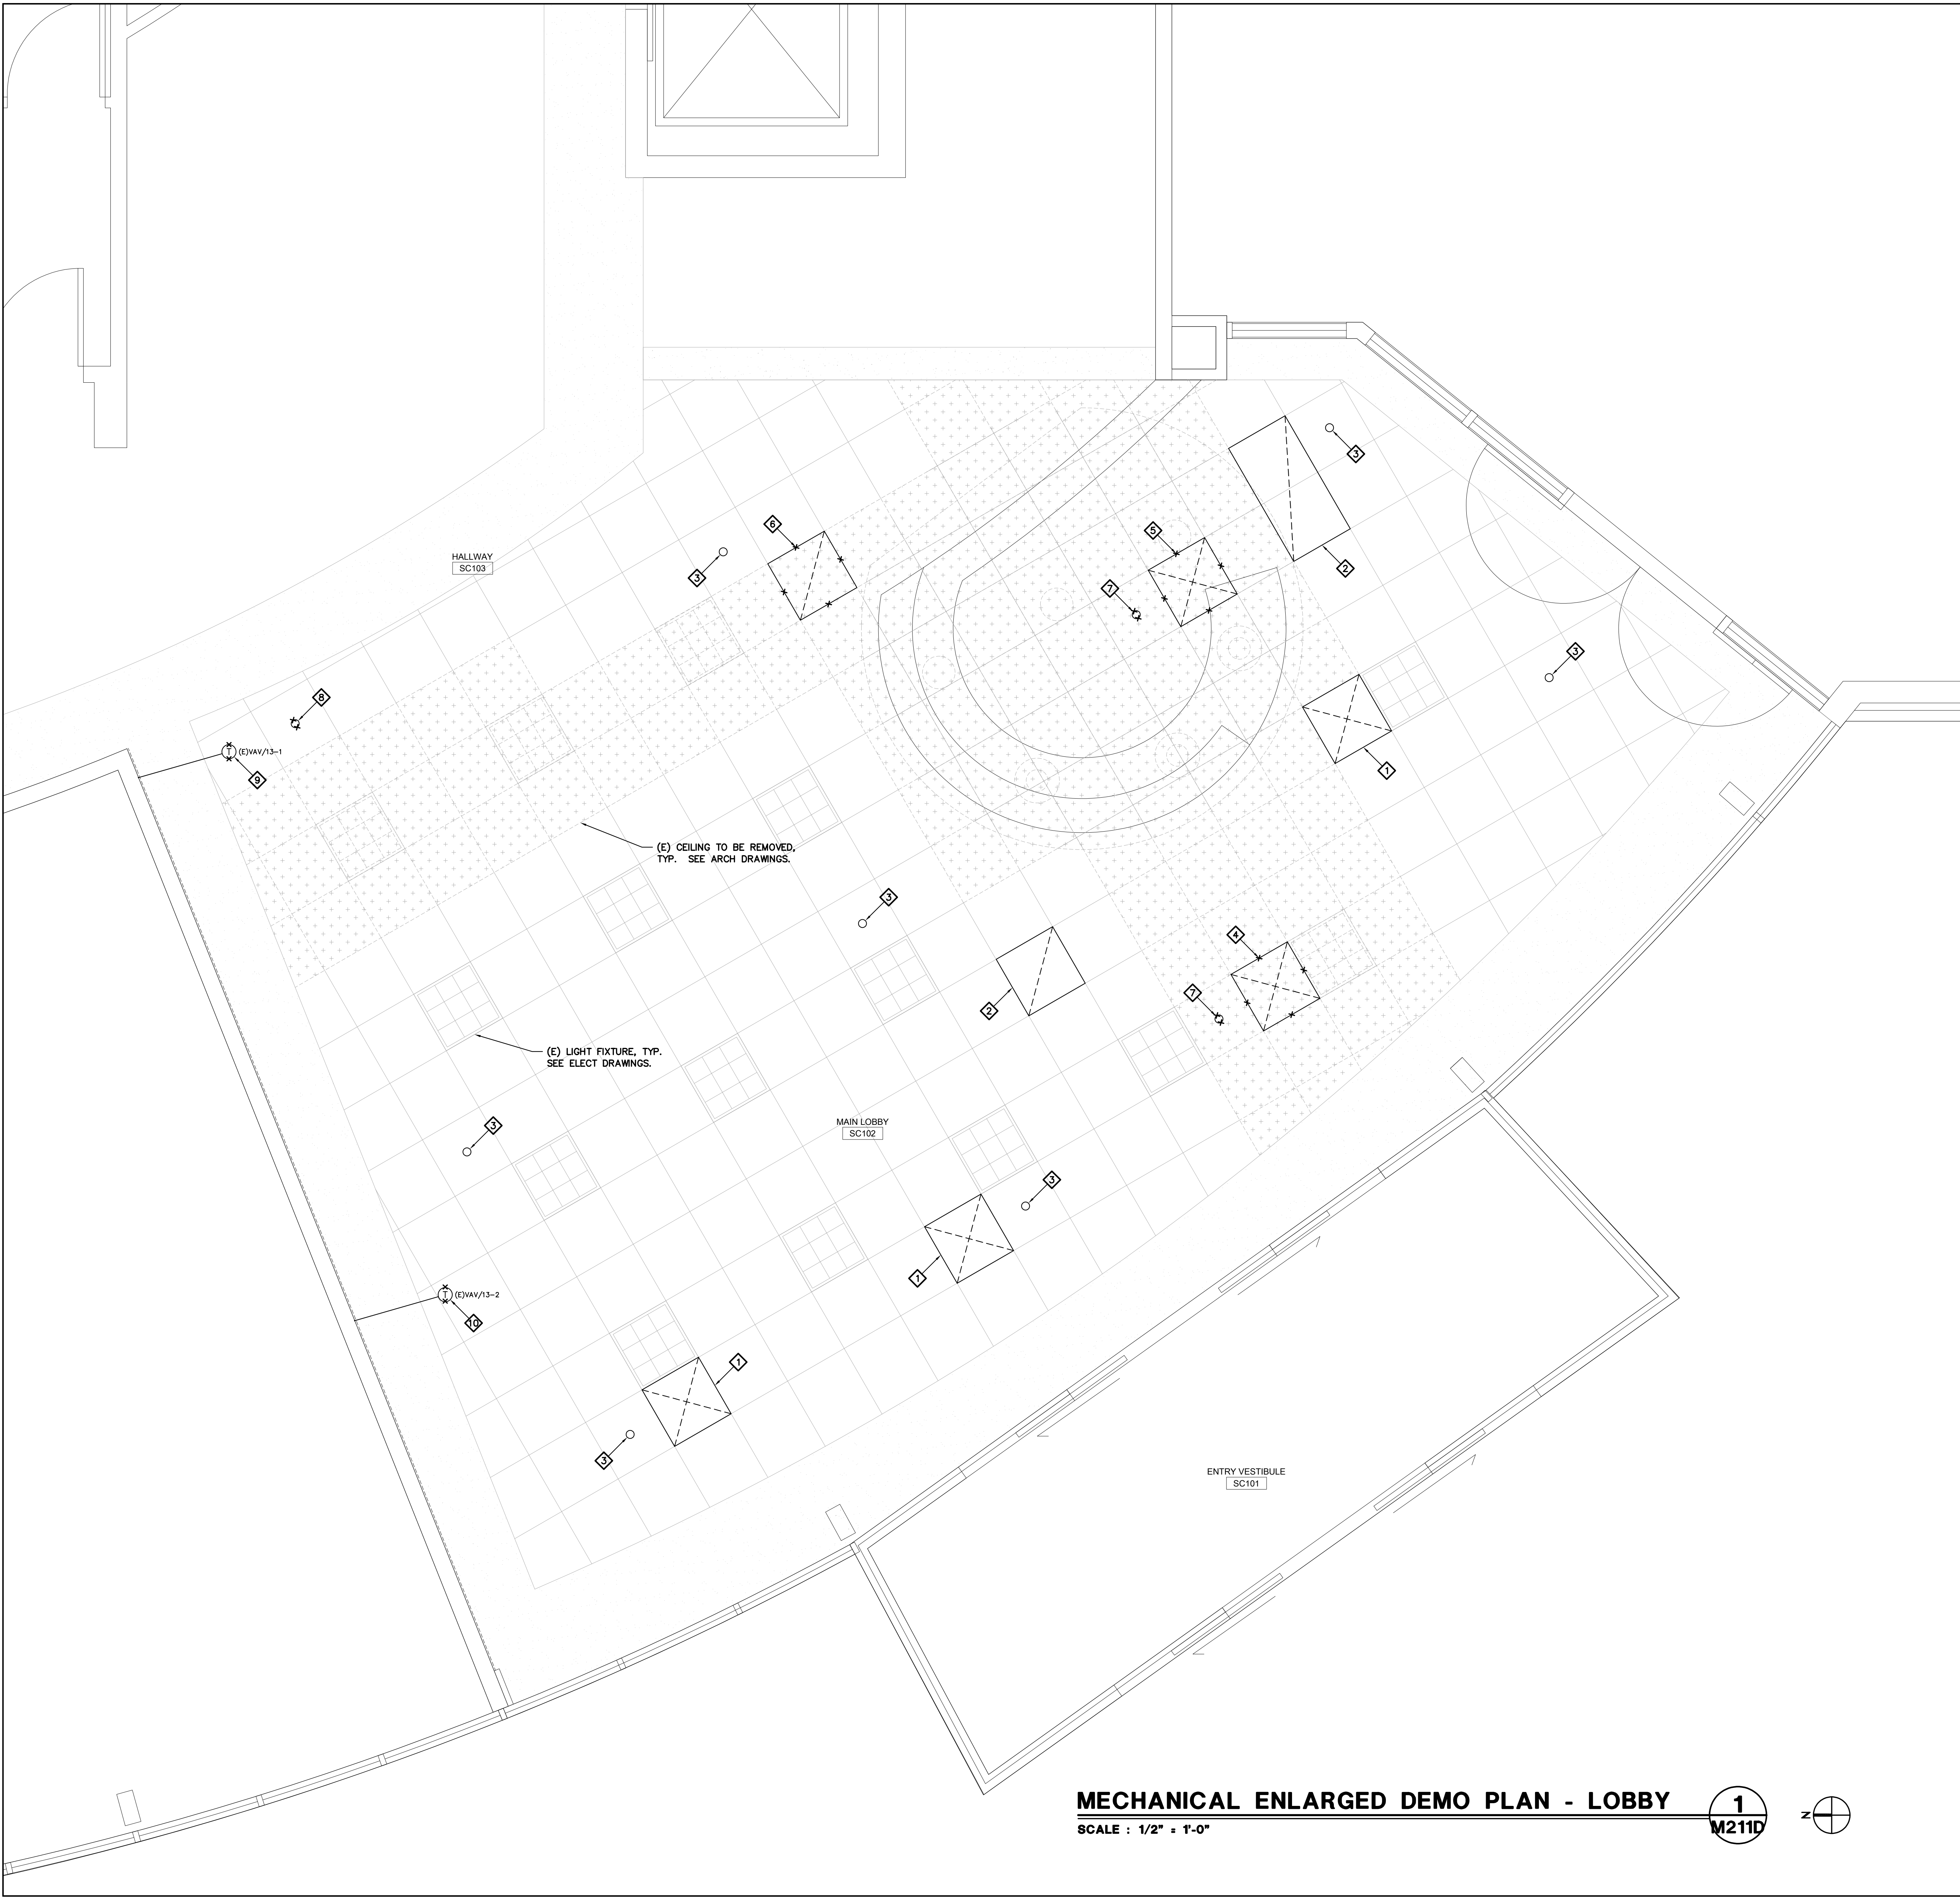 3
6
HALLWAY
SC103
3
5
2
7
3
8
(E)VAV/13-1
9
1
(E) CEILING TO BE REMOVED,
TYP. SEE ARCH DRAWINGS.
3
4
2
7
(E) LIGHT FIXTURE, TYP.
SEE ELECT DRAWINGS.
MAIN LOBBY
SC102
3
3
1
T (E)VAV/13-2
10
1
3
ENTRY VESTIBULE
SC101
MECHANICAL ENLARGED DEMO PLAN - LOBBY
SCALE : 1/2" = 1'-0"
1
M211D
N